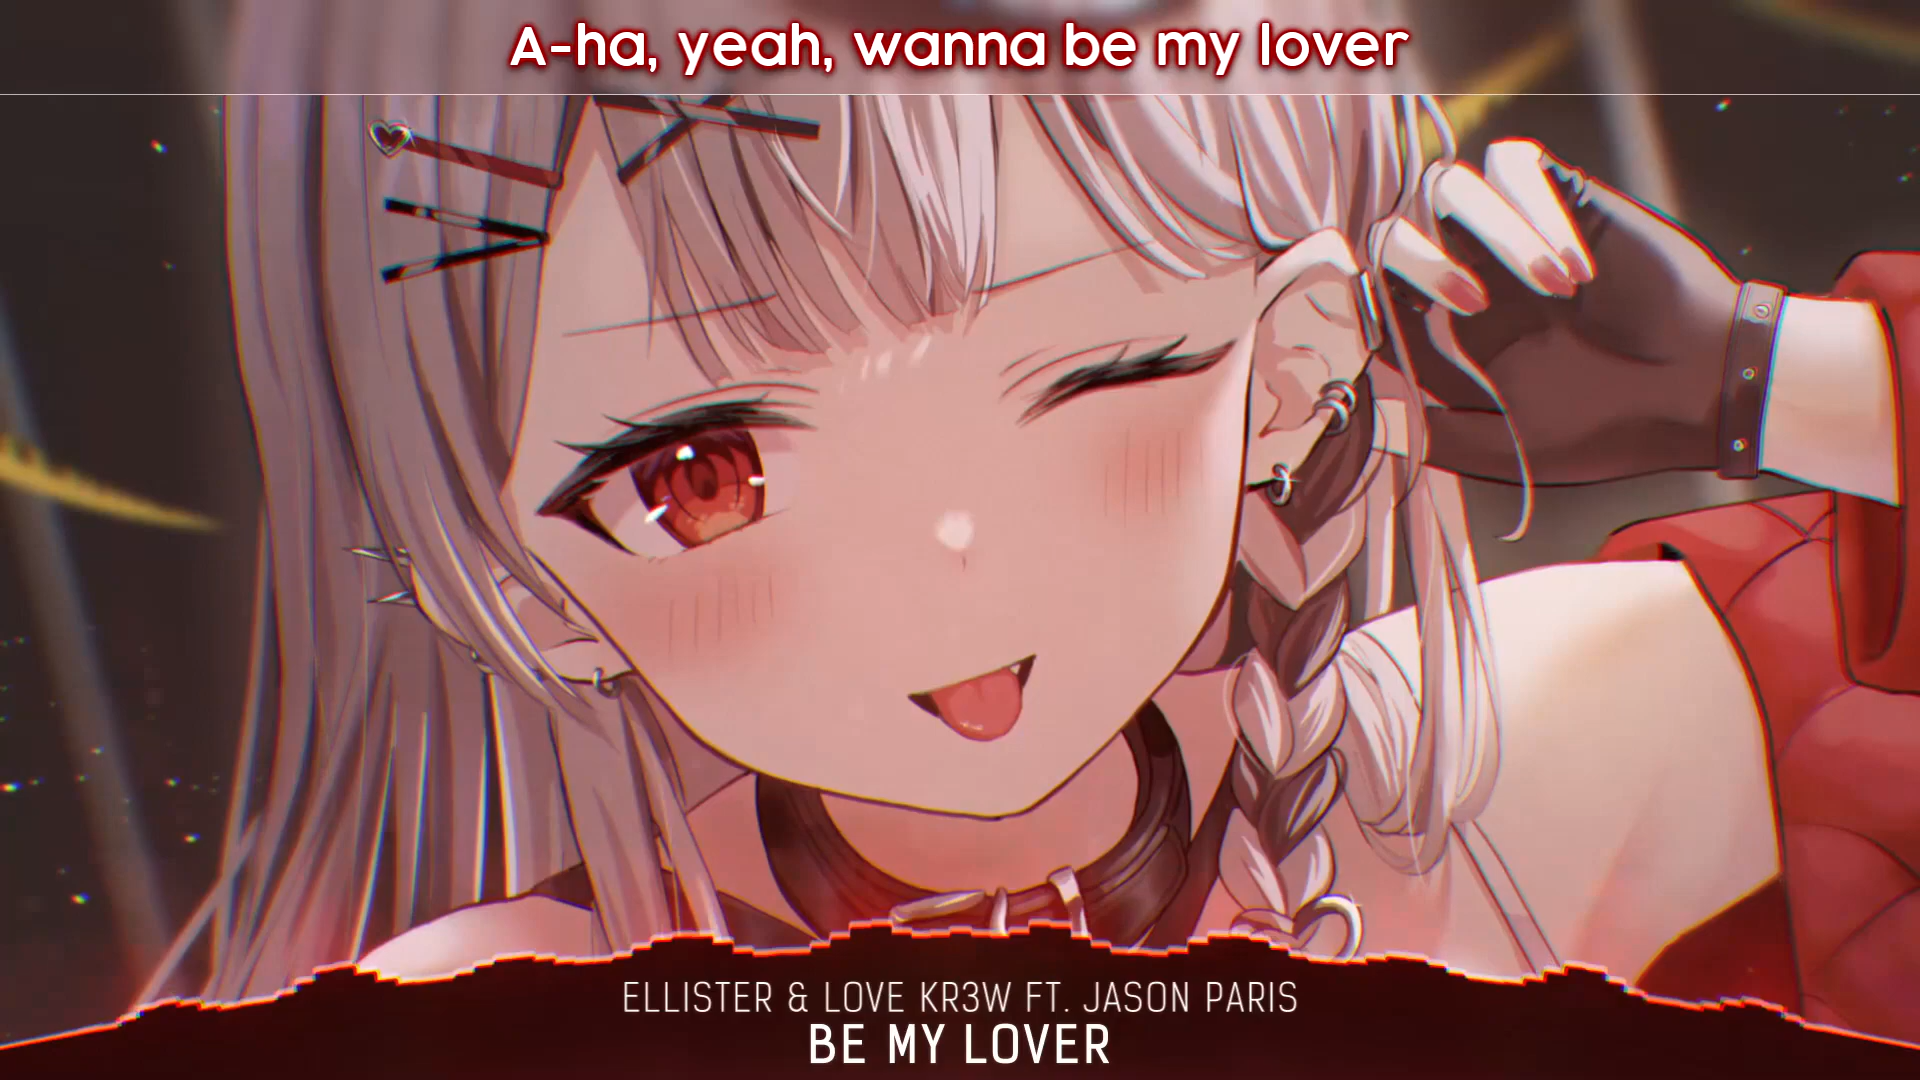 A-ha, yeah, wanna be my lover
ELLISTER & LOVE KR3W FT. JASON PARIS
BE MY LOVER